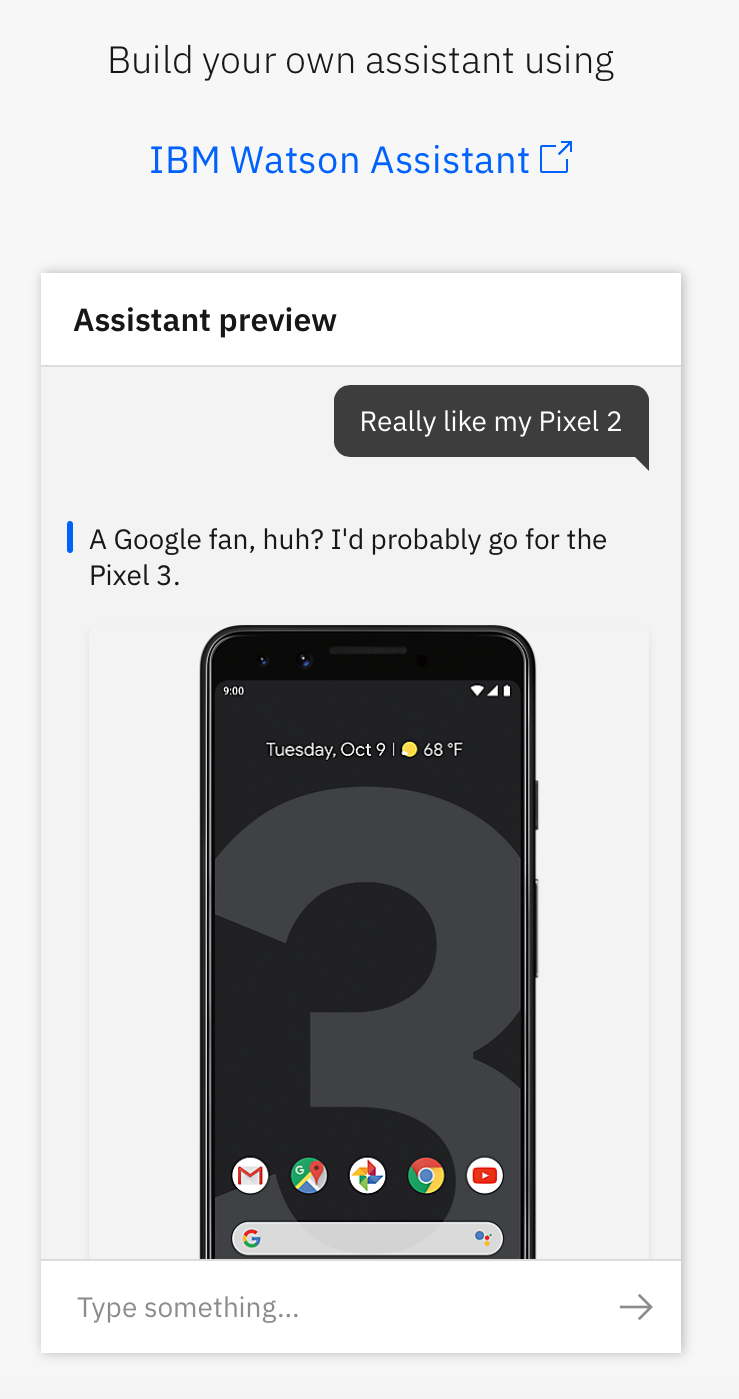 Build your own assistant using
IBM Watson Assistant
Assistant preview
Really like my Pixel 2
A Google fan, huh? I'd probably go for the
Pixel 3.
9:00
Tuesday, Oct 9 | 68 °F
3
G
G
Type something...